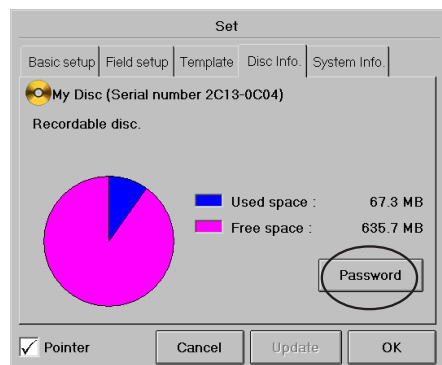 Set
Basic setup Field setup Template Disc Info. System Info.
My Disc (Serial number 2C13-0C04)
Recordable disc.
Used space : 67.3 MB
Free space : 635.7 MB
Password
Pointer Cancel Update OK